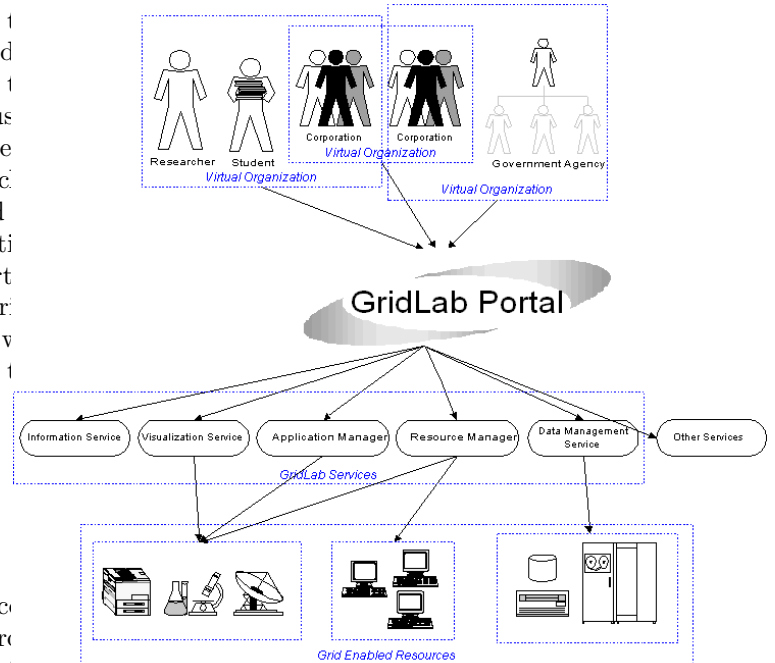 Corporation
Corporation
Virtual Organization
Researcher
Student
Government Agency
Virtual Organization
Virtual Organization
GridLab Portal
Information Service
Visualization Service
Application Manager
Resource Manager
Data Management
Service
Other Services
GridLab Services
Grid Enabled Resources